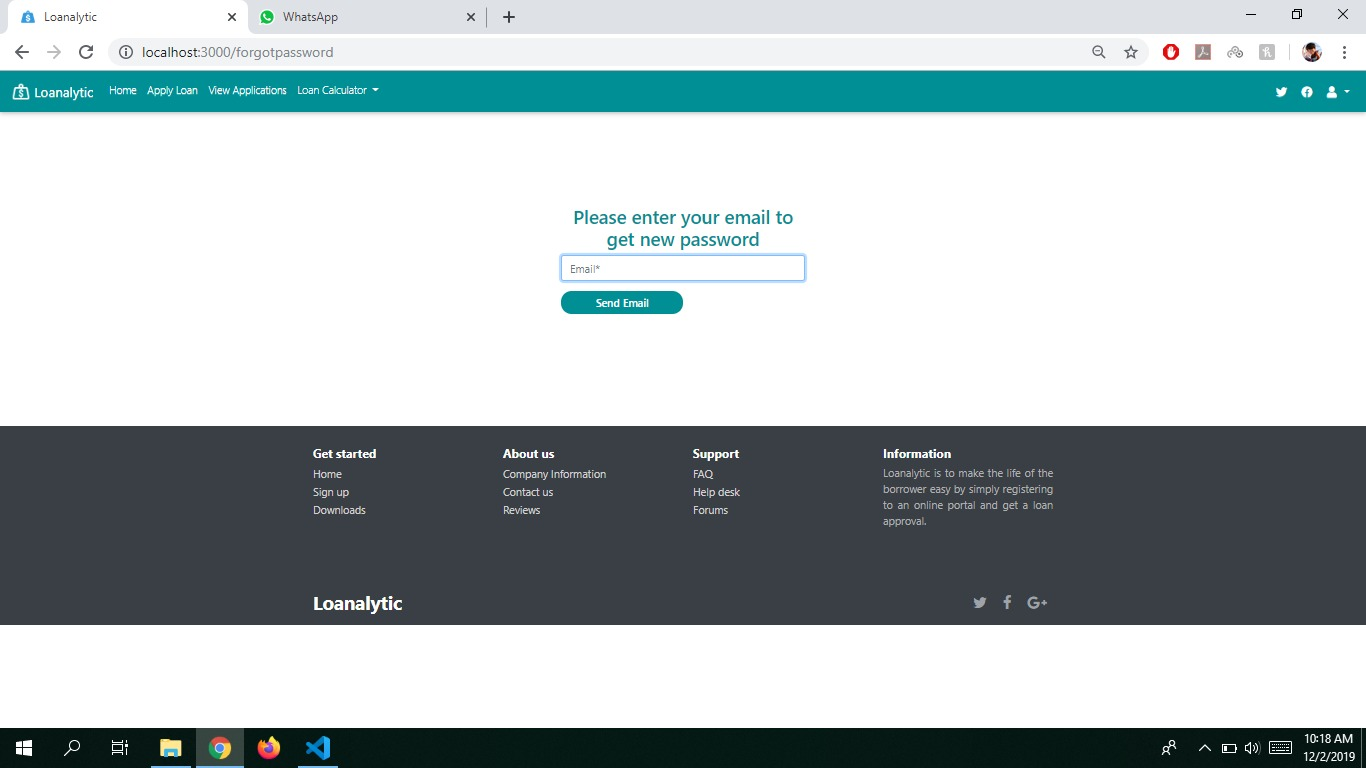 Loanalytic
WhatsApp
localhost:3000/forgotpassword
Loanalytic Home Apply Loan View Applications Loan Calculator
Please enter your email to
get new password
Email*
Send Email
Get started
Home
Sign up
Downloads
About us
Company Information
Contact us
Reviews
Support
FAQ
Help desk
Forums
Information
Loanalytic is to make the life of the
borrower easy by simply registering
to an online portal and get a loan
approval.
Loanalytic
G+
10:18 AM
12/2/2019